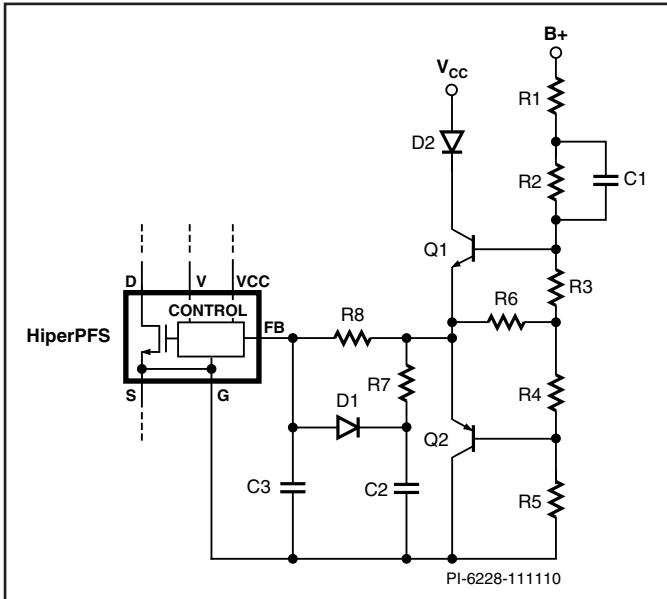 B+
V_CC
R1
D2
R2
C1
Q1
R3
D
V
VCC
R6
CONTROL
HiperPFS
FB
R8
R7
R4
S
G
D1
Q2
C3
C2
R5
PI-6228-111110